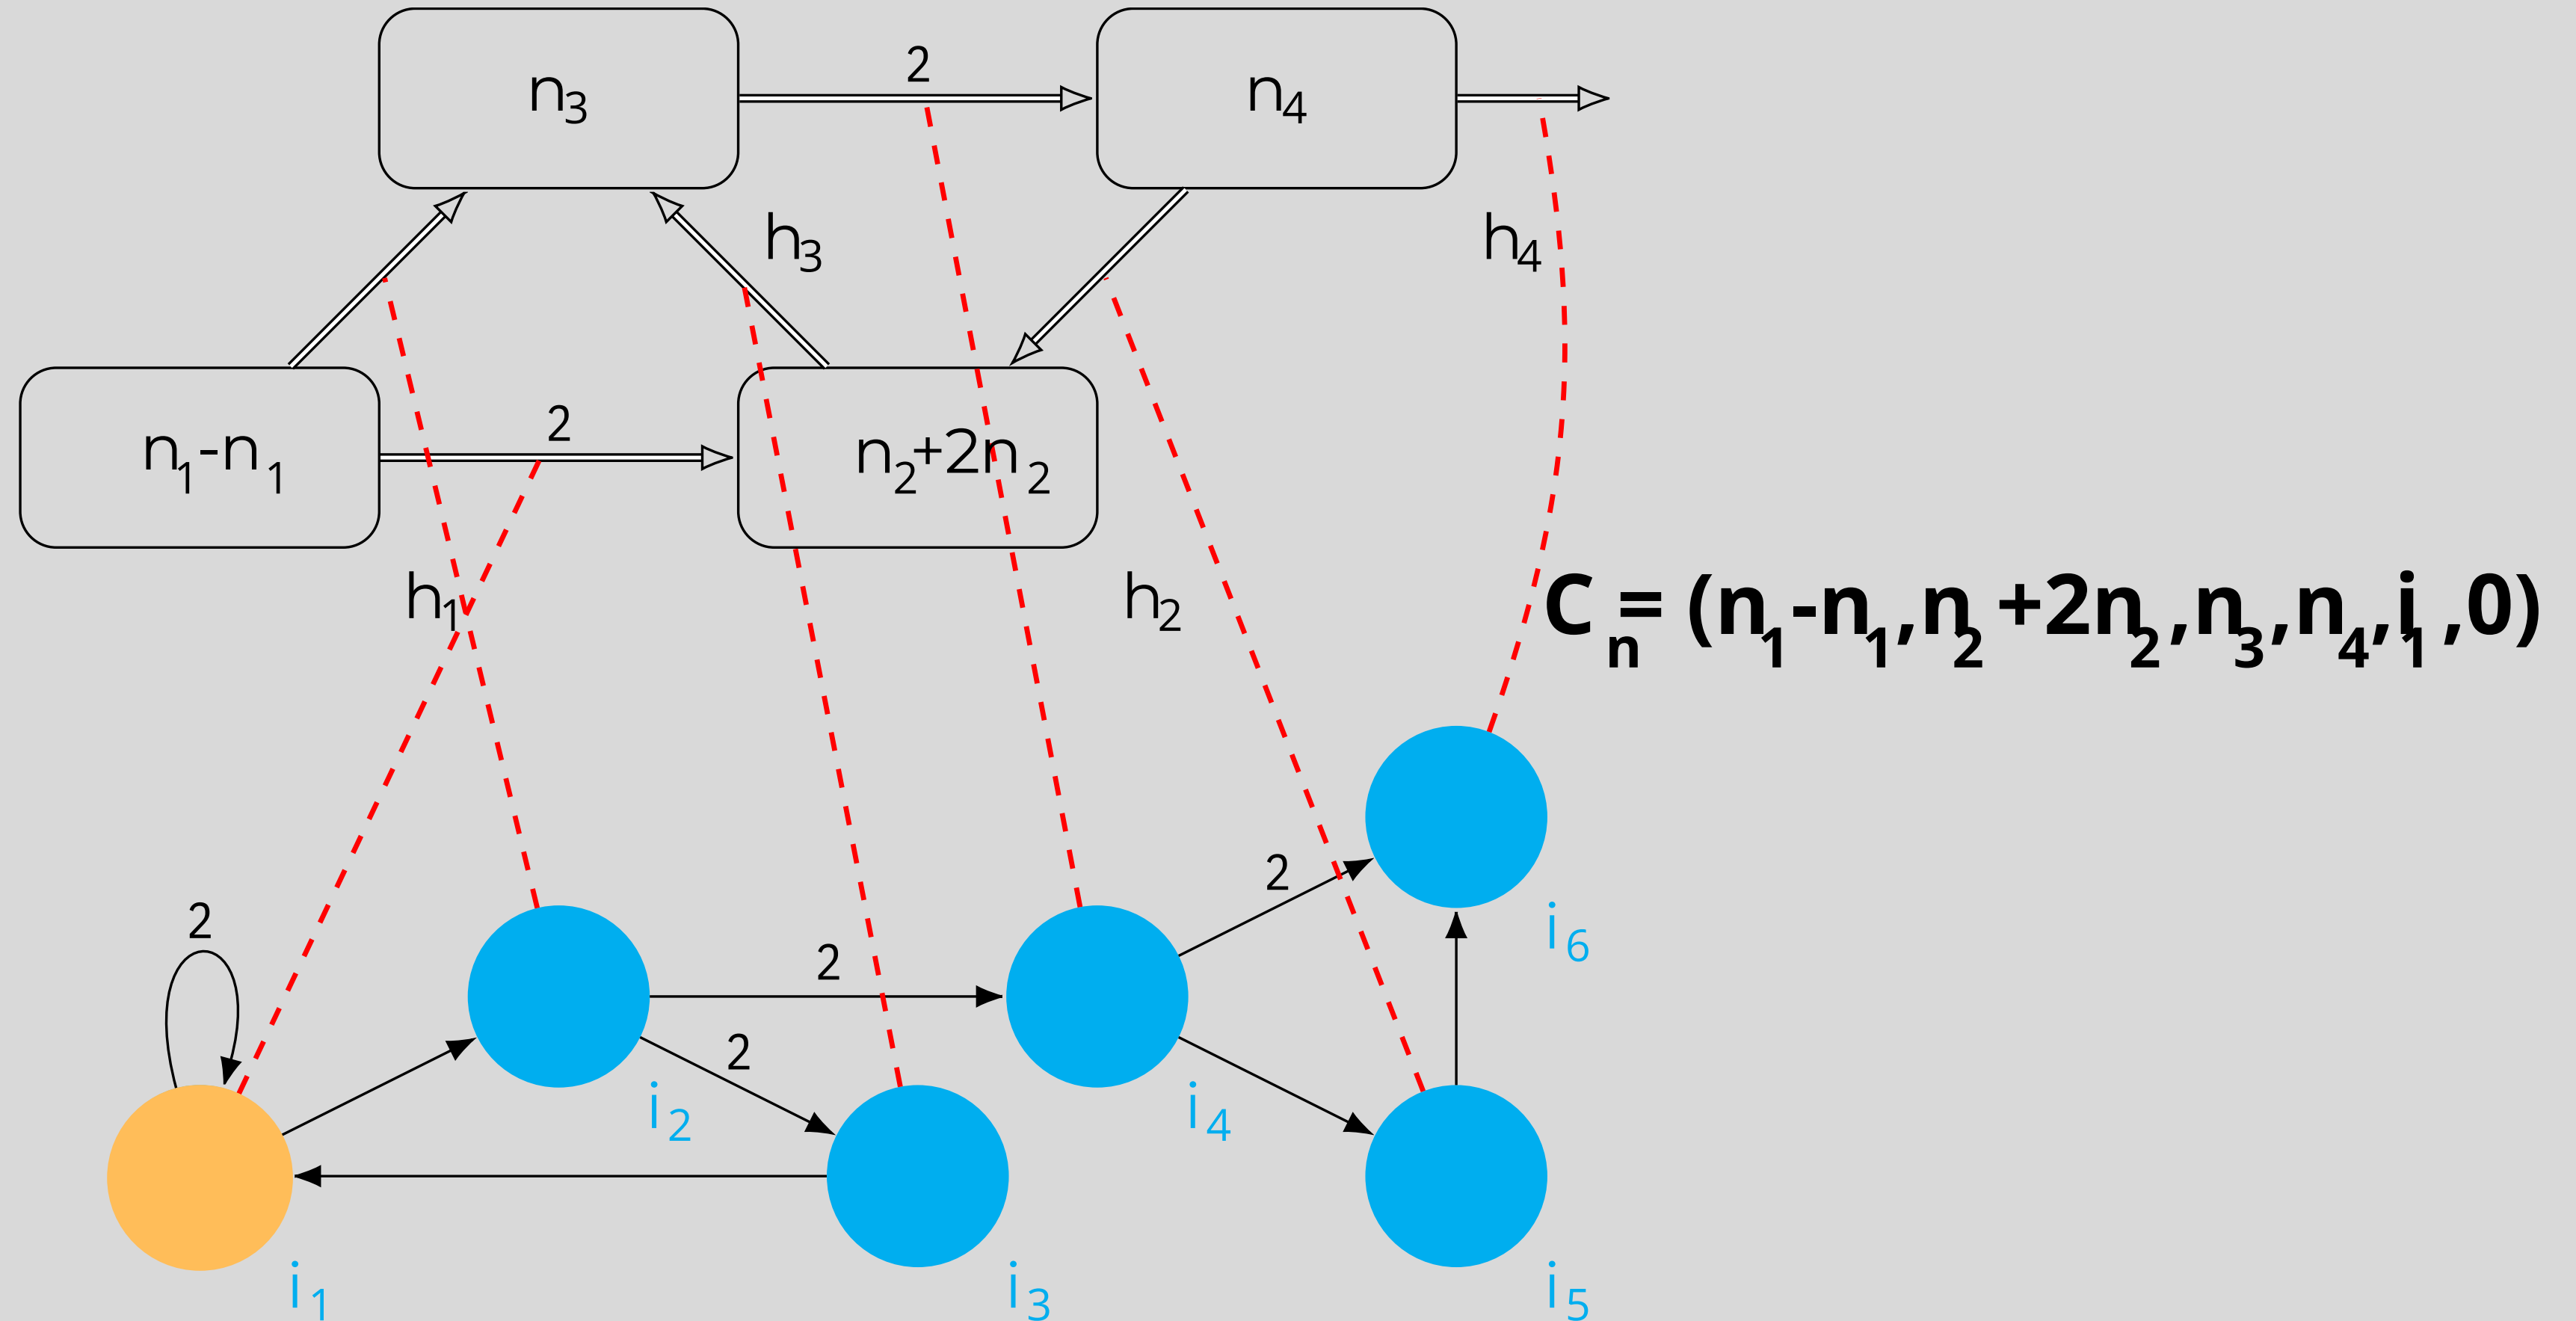 2
n3
n4
h3
h4
2
n1-n1
n2+2n2
h1
h2
Cn= (n1-n1,n2+2n2,n3,n4,i1,0)
2
2
i6
2
2
i2
i4
i1
i3
i5